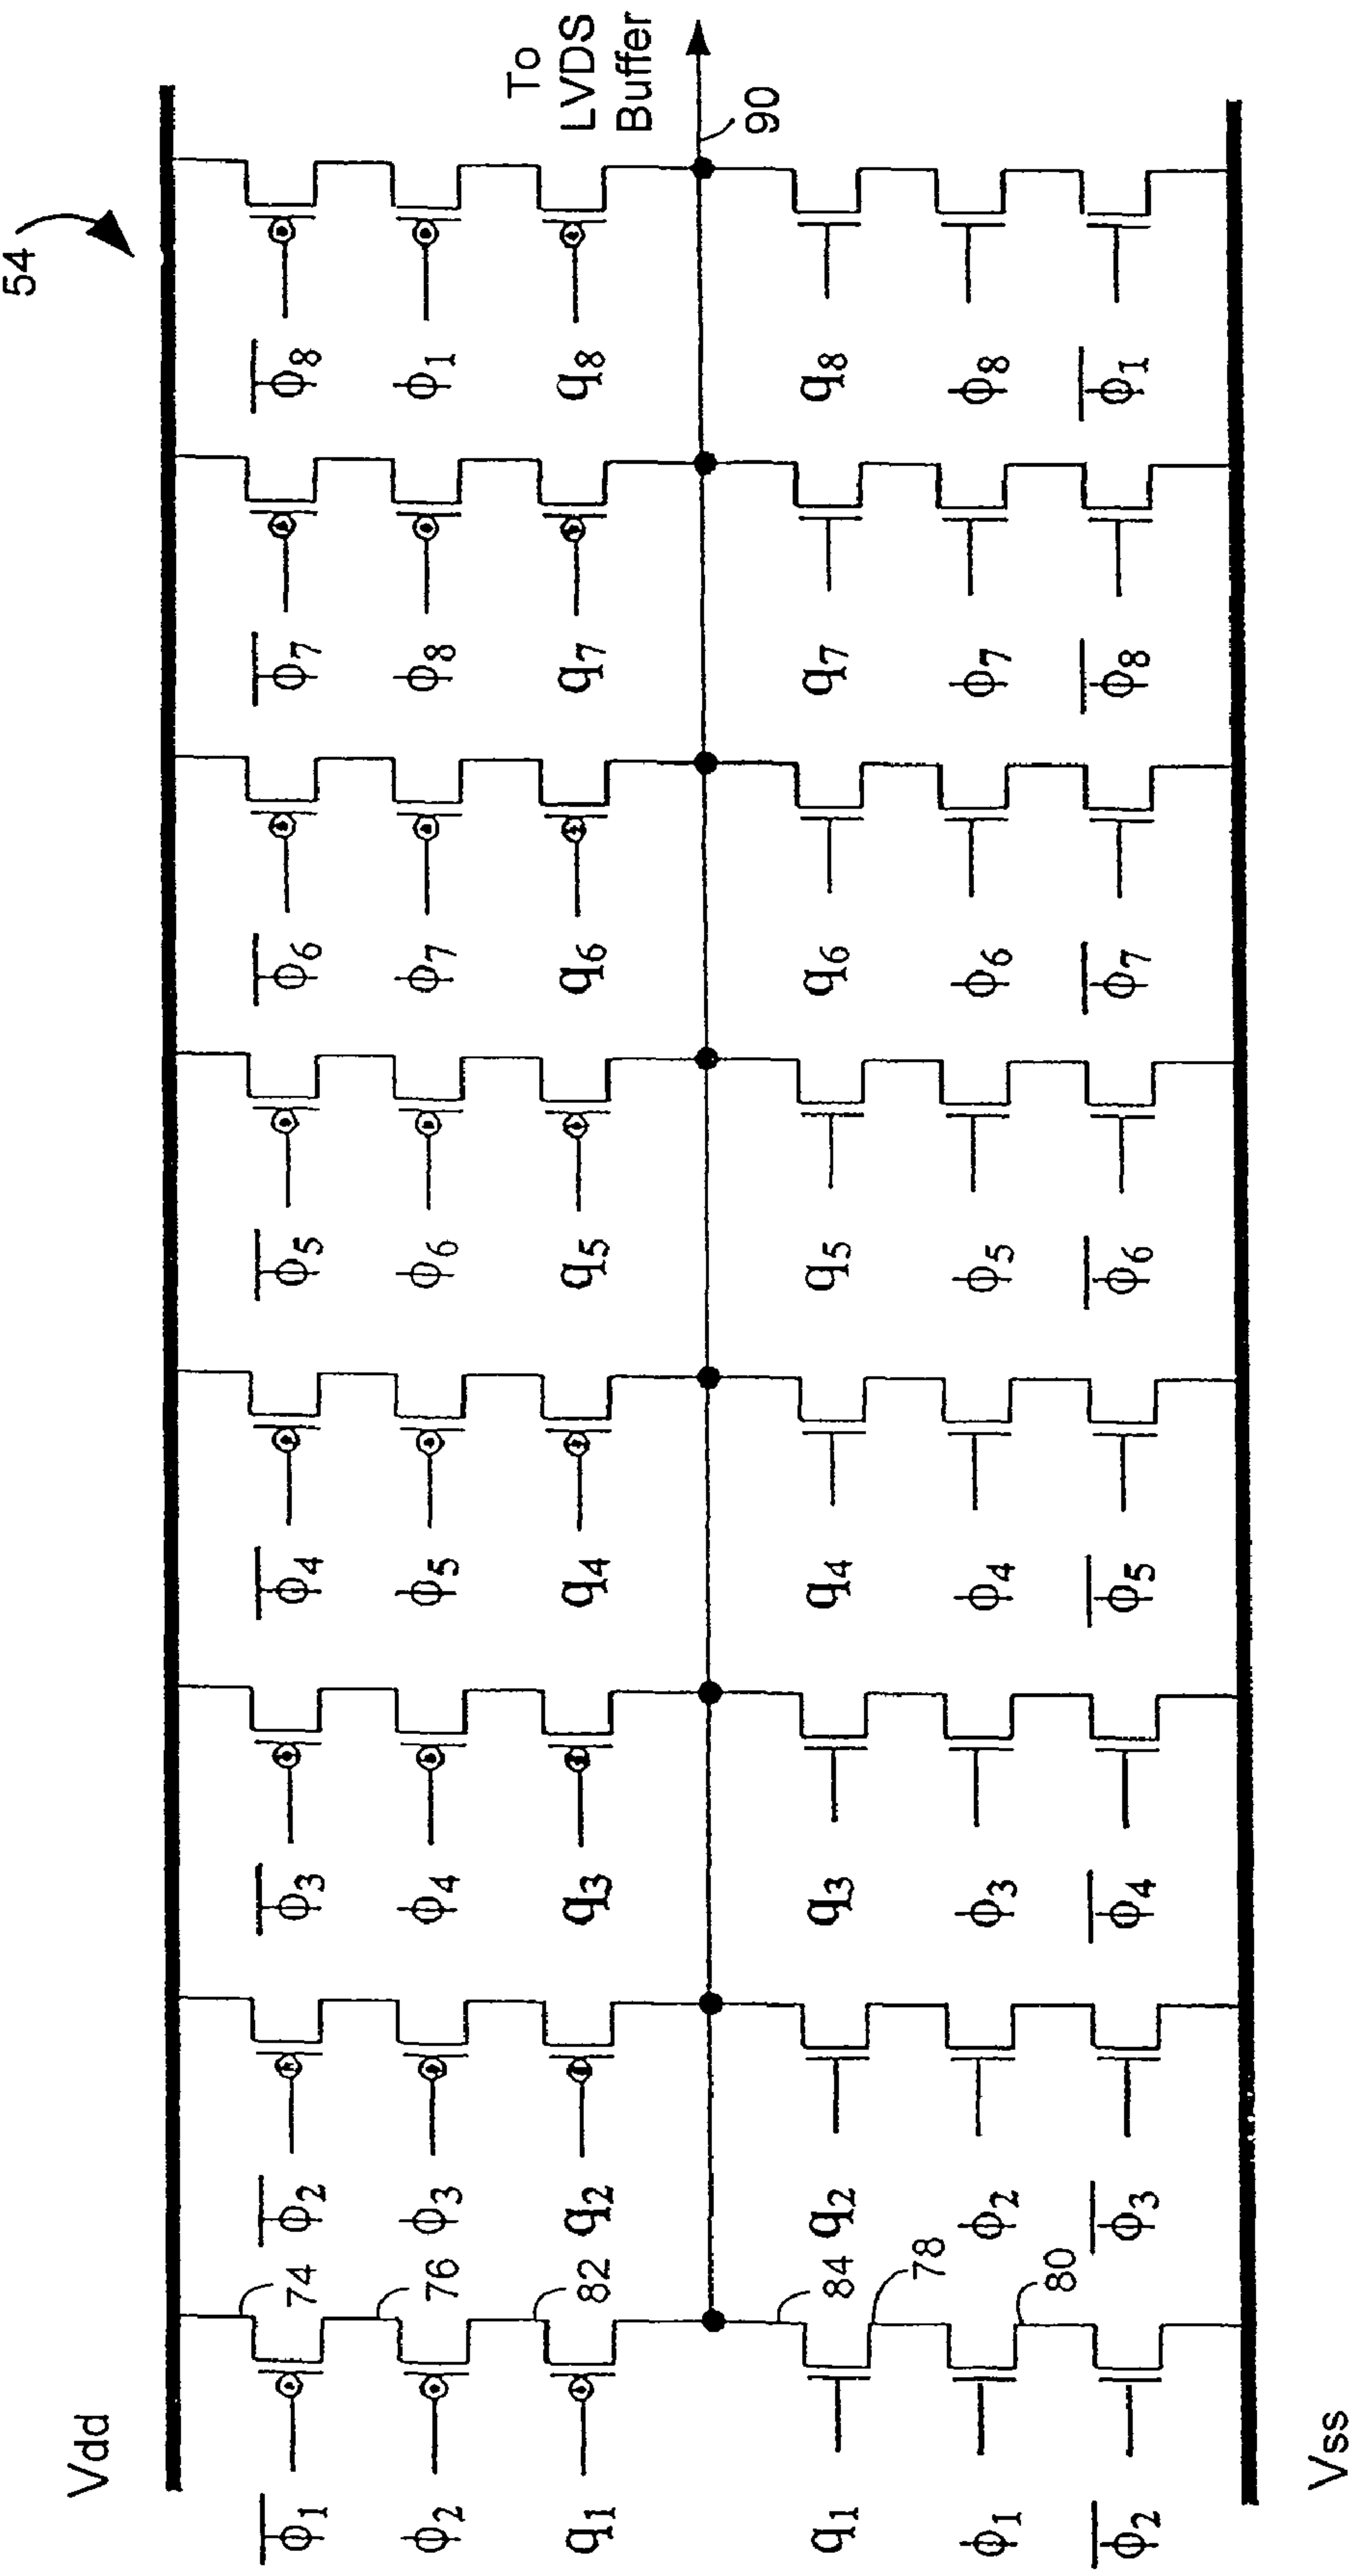 54
Vdd
To
LVDS
Buffer
90
Vss
ϕ̅1 ϕ̅2 ϕ̅3 ϕ̅4 ϕ̅5 ϕ̅6 ϕ̅7 ϕ̅8
74
ϕ2 ϕ3 ϕ4 ϕ5 ϕ6 ϕ7 ϕ8 ϕ1
76
q1 q2 q3 q4 q5 q6 q7 q8
82
q1 q2 q3 q4 q5 q6 q7 q8
84
ϕ1 ϕ2 ϕ3 ϕ4 ϕ5 ϕ6 ϕ7 ϕ8
78
ϕ̅2 ϕ̅3 ϕ̅4 ϕ̅5 ϕ̅6 ϕ̅7 ϕ̅8 ϕ̅1
80